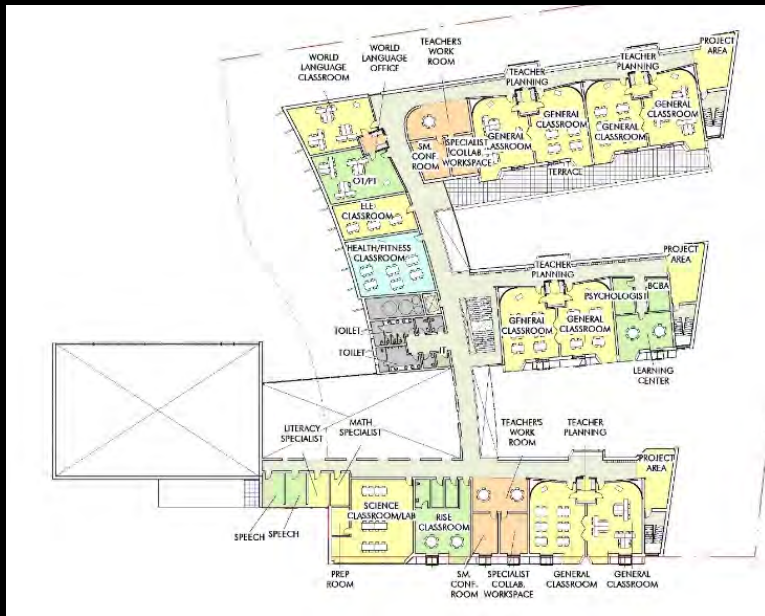 WORLD
LANGUAGE
CLASSROOM
WORLD
LANGUAGE
OFFICE
TEACHER'S
WORK
ROOM
TEACHER
PLANNING
TEACHER
PLANNING
PROJECT
AREA
GENERAL
CLASSROOM
GENERAL
CLASSROOM
GENERAL
CLASSROOM
GENERAL
CLASSROOM
SM.
CONF.
ROOM
SPECIALIST
COLLAB.
WORKSPACE
TERRACE
OT/PT
ELE
CLASSROOM
HEALTH/FITNESS
CLASSROOM
TEACHER
PLANNING
PROJECT
AREA
PSYCHOLOGIST
BCBA
GENERAL
CLASSROOM
GENERAL
CLASSROOM
TOILET
TOILET
LEARNING
CENTER
LITERACY
SPECIALIST
MATH
SPECIALIST
TEACHER'S
WORK
ROOM
TEACHER
PLANNING
PROJECT
AREA
SCIENCE
CLASSROOM/LAB
RISE
CLASSROOM
SPEECH
SPEECH
PREP
ROOM
SM.
CONF.
ROOM
SPECIALIST
COLLAB.
WORKSPACE
GENERAL
CLASSROOM
GENERAL
CLASSROOM